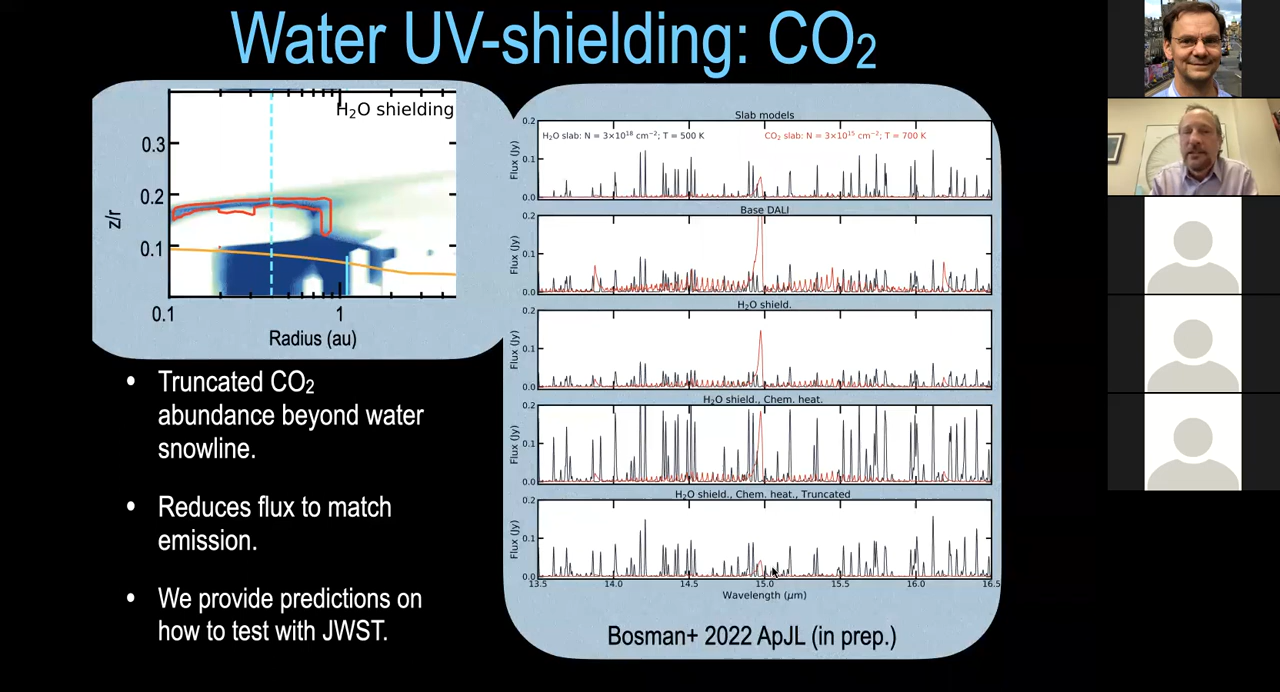 Water UV-shielding: CO₂
H₂O shielding
0.3
0.2
0.1
z/r
0.1
1
Radius (au)
• Truncated CO₂
abundance beyond water
snowline.
• Reduces flux to match
emission.
• We provide predictions on
how to test with JWST.
Slab models
H₂O slab: N = 3×10¹⁸ cm⁻²; T = 500 K
CO₂ slab: N = 3×10¹⁵ cm⁻²; T = 700 K
0.2
0.1
0.0
Flux (Jy)
Base DALI
0.2
0.1
0.0
Flux (Jy)
H₂O shield.
0.2
0.1
0.0
Flux (Jy)
H₂O shield., Chem. heat.
0.2
0.1
0.0
Flux (Jy)
H₂O shield., Chem. heat., Truncated
0.2
0.1
0.0
Flux (Jy)
13.5 14.0 14.5 15.0 15.5 16.0 16.5
Wavelength (μm)
Bosman+ 2022 ApJL (in prep.)